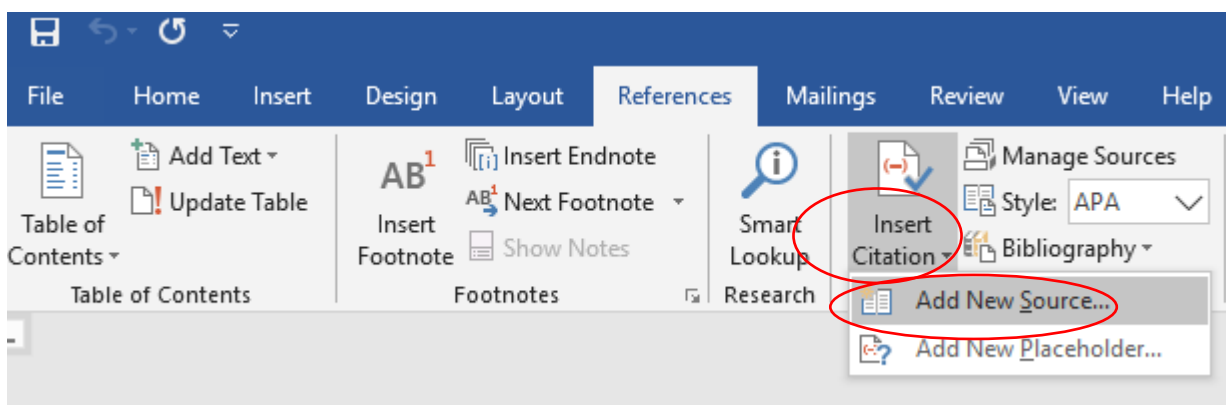 File Home Insert Design Layout References Mailings Review View Help
Table of
Contents
Add Text
Update Table
Table of Contents
AB1
Insert
Footnote
[i] Insert Endnote
AB1 Next Footnote
Show Notes
Footnotes
Smart
Lookup
Research
Insert
Citation
Manage Sources
Style: APA
Bibliography
Add New Source...
Add New Placeholder...